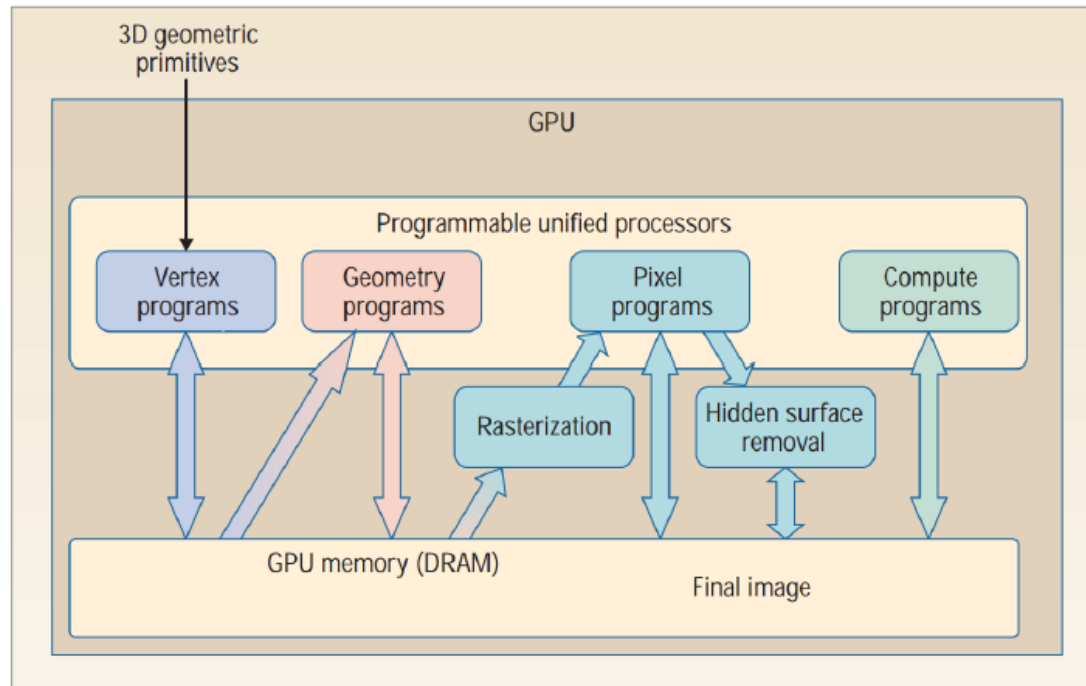 3D geometric
primitives
GPU
Programmable unified processors
Vertex
programs
Geometry
programs
Pixel
programs
Compute
programs
Rasterization
Hidden surface
removal
GPU memory (DRAM)
Final image